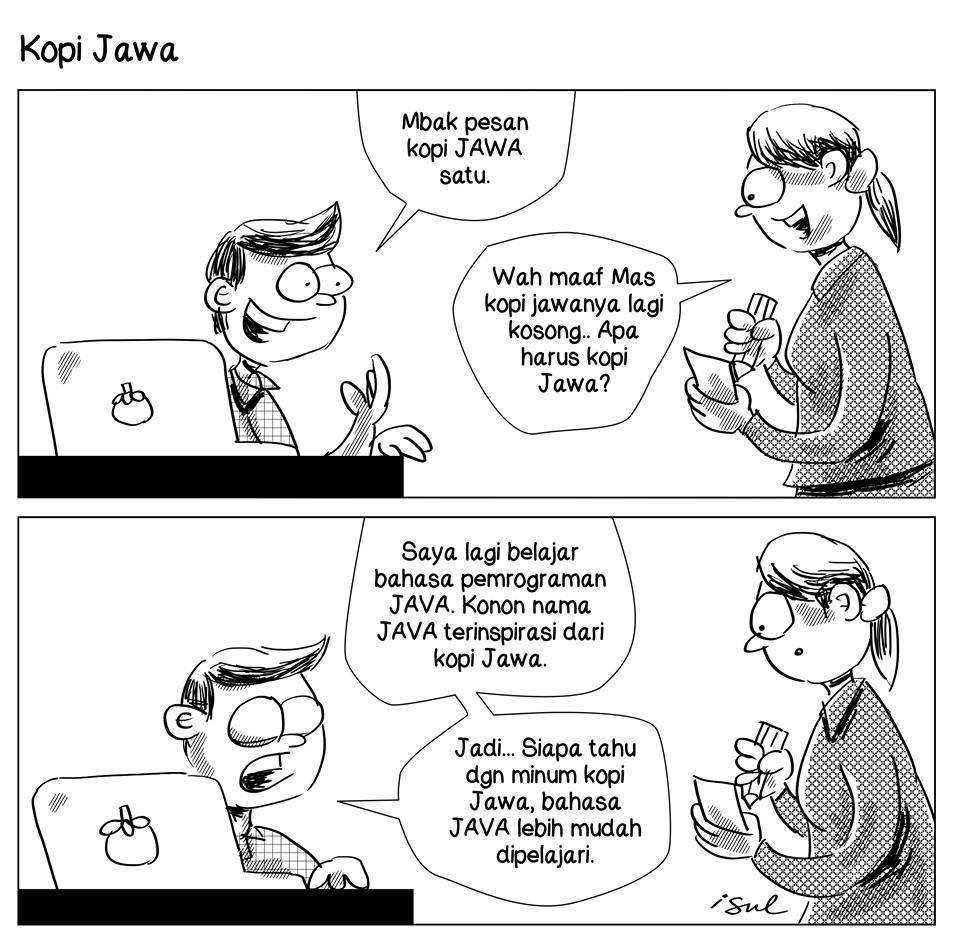 Kopi Jawa
Mbak pesan
kopi JAWA
satu.
Wah maaf Mas
kopi jawanya lagi
kosong.. Apa
harus kopi
Jawa?
Saya lagi belajar
bahasa pemrograman
JAVA. Konon nama
JAVA terinspirasi dari
kopi Jawa.
Jadi... Siapa tahu
dgn minum kopi
Jawa, bahasa
JAVA lebih mudah
dipelajari.
isul